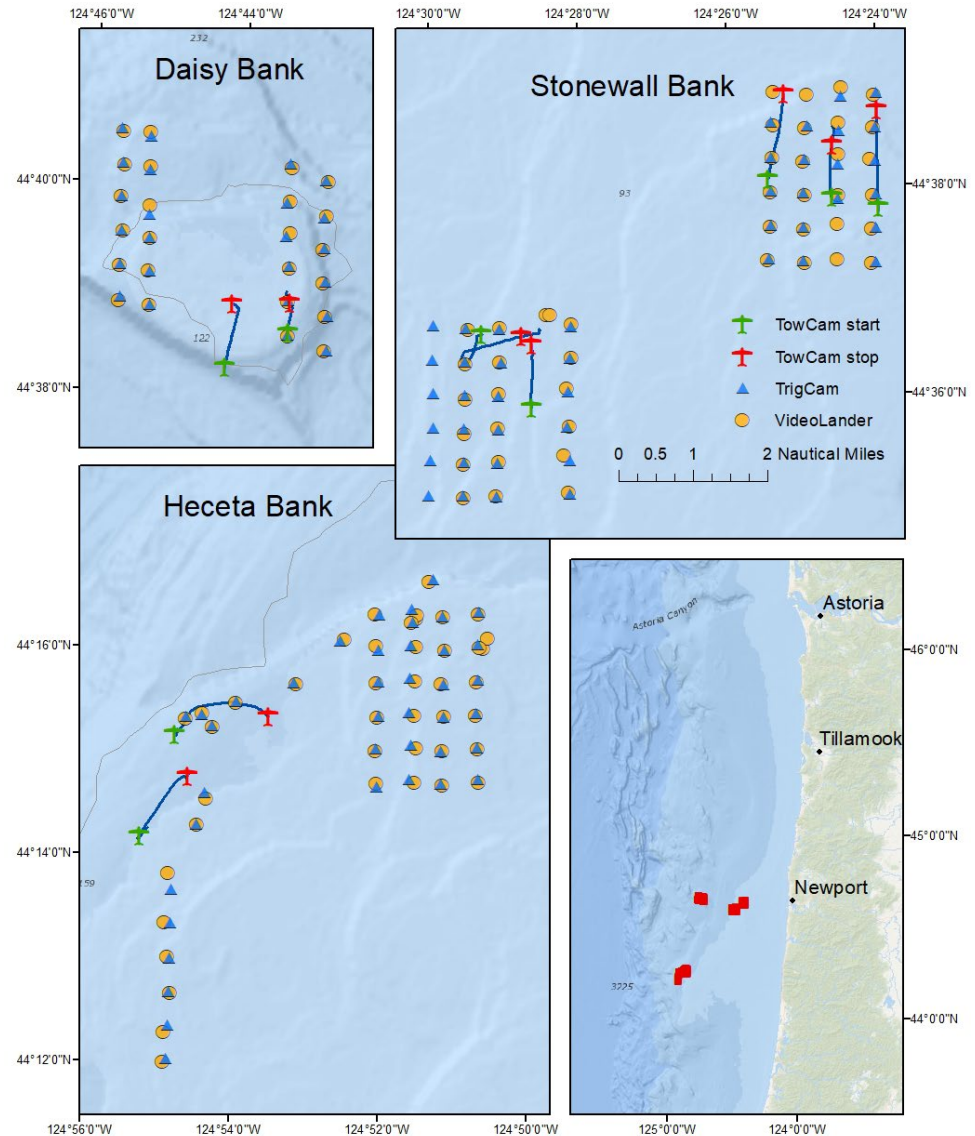 124°46'0"W
124°44'0"W
124°30'0"W
124°28'0"W
124°26'0"W
124°24'0"W
232
Daisy Bank
Stonewall Bank
44°40'0"N
44°38'0"N
93
122
44°38'0"N
TowCam start
TowCam stop
44°36'0"N
TrigCam
VideoLander
0 0.5 1 2 Nautical Miles
Heceta Bank
Astoria Canyon
Astoria
44°16'0"N
46°0'0"N
Tillamook
44°14'0"N
45°0'0"N
159
Newport
3225
44°0'0"N
44°12'0"N
124°56'0"W
124°54'0"W
124°52'0"W
124°50'0"W
125°0'0"W
124°0'0"W